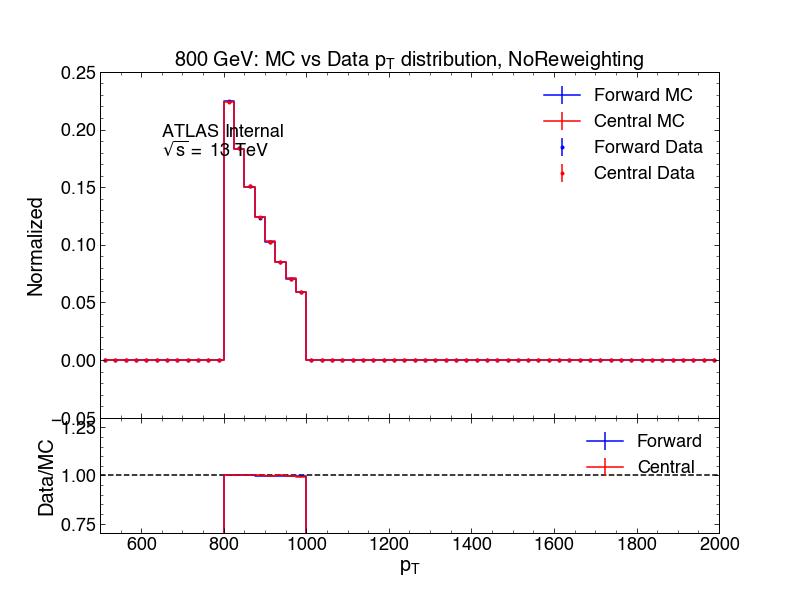 800 GeV: MC vs Data pT distribution, NoReweighting
0.25
0.20
0.15
0.10
0.05
0.00
−0.05
Normalized
ATLAS Internal
√s = 13 TeV
Forward MC
Central MC
Forward Data
Central Data
1.25
1.00
0.75
Data/MC
Forward
Central
600 800 1000 1200 1400 1600 1800 2000
pT